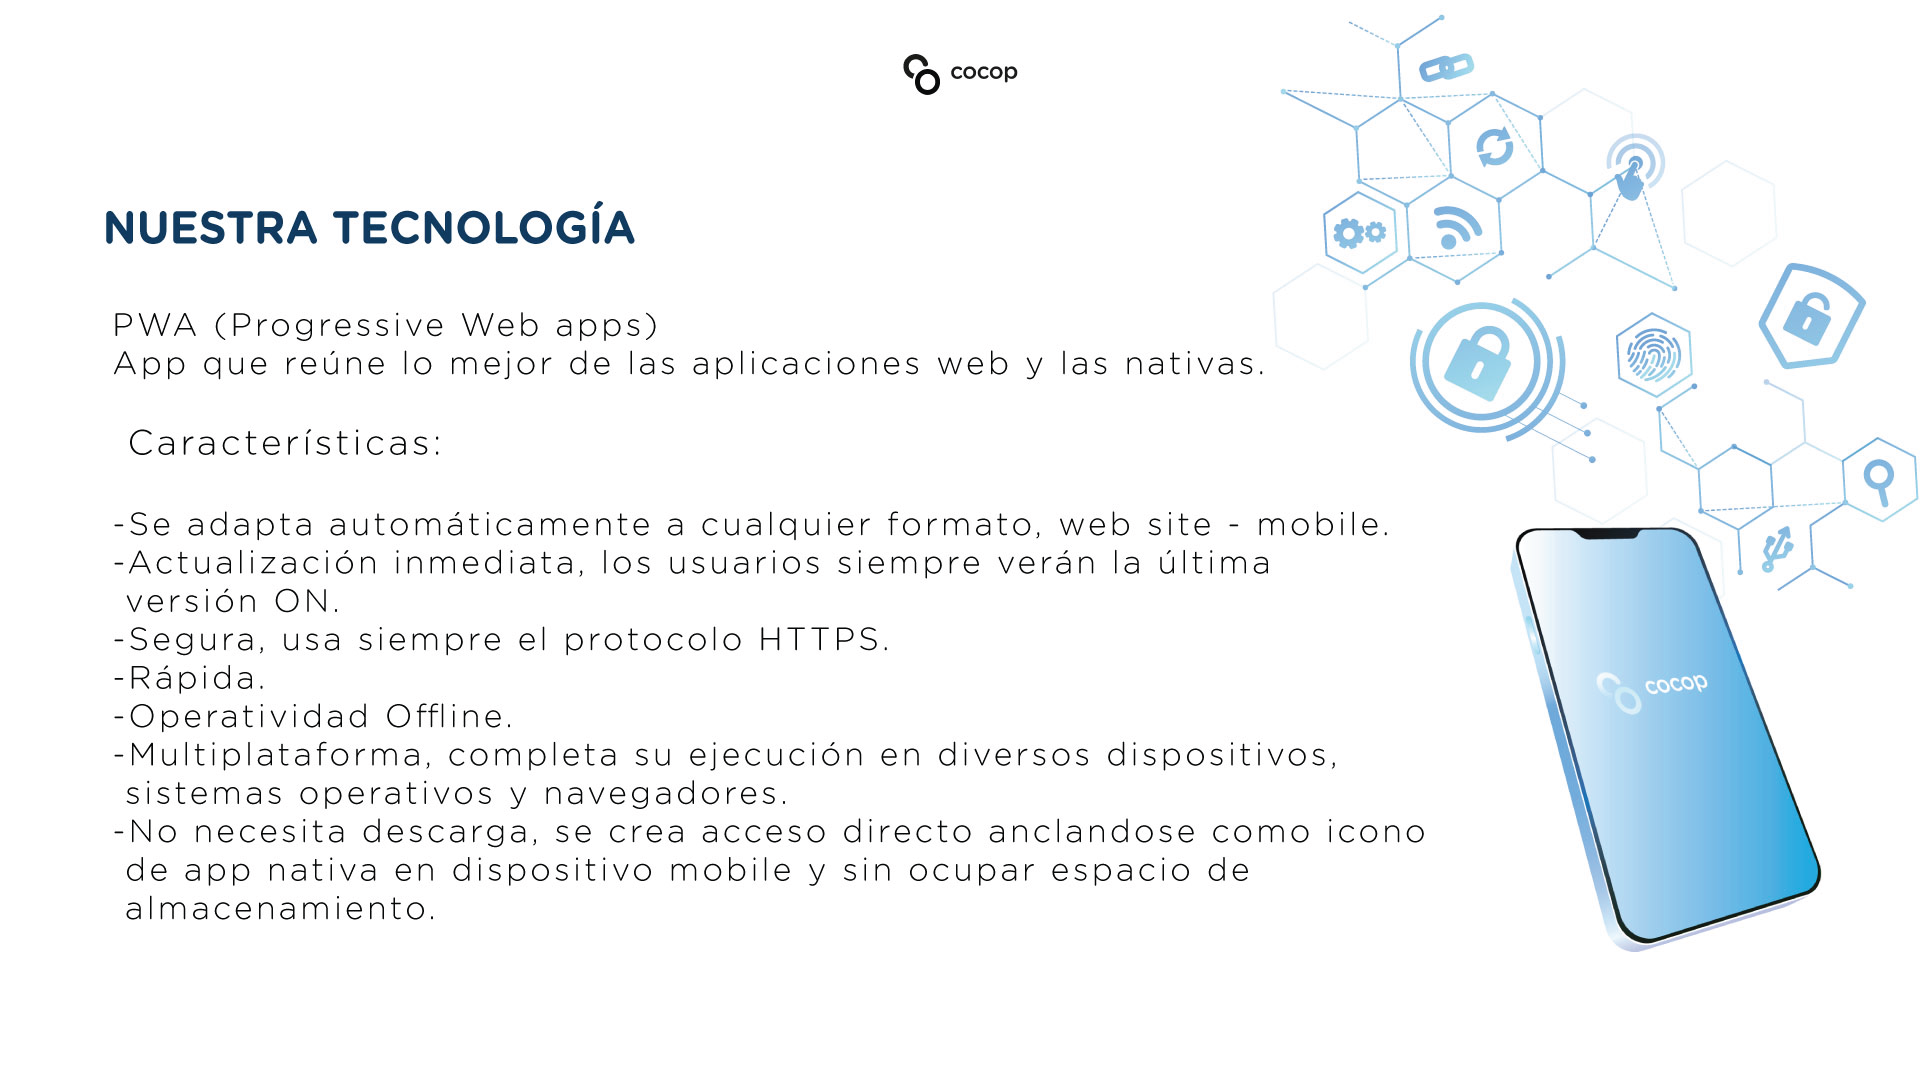 cocop
NUESTRA TECNOLOGÍA
PWA (Progressive Web apps)
App que reúne lo mejor de las aplicaciones web y las nativas.
Características:
-Se adapta automáticamente a cualquier formato, web site - mobile.
-Actualización inmediata, los usuarios siempre verán la última
versión ON.
-Segura, usa siempre el protocolo HTTPS.
-Rápida.
-Operatividad Offline.
-Multiplataforma, completa su ejecución en diversos dispositivos,
sistemas operativos y navegadores.
-No necesita descarga, se crea acceso directo anclandose como icono
de app nativa en dispositivo mobile y sin ocupar espacio de
almacenamiento.
cocop